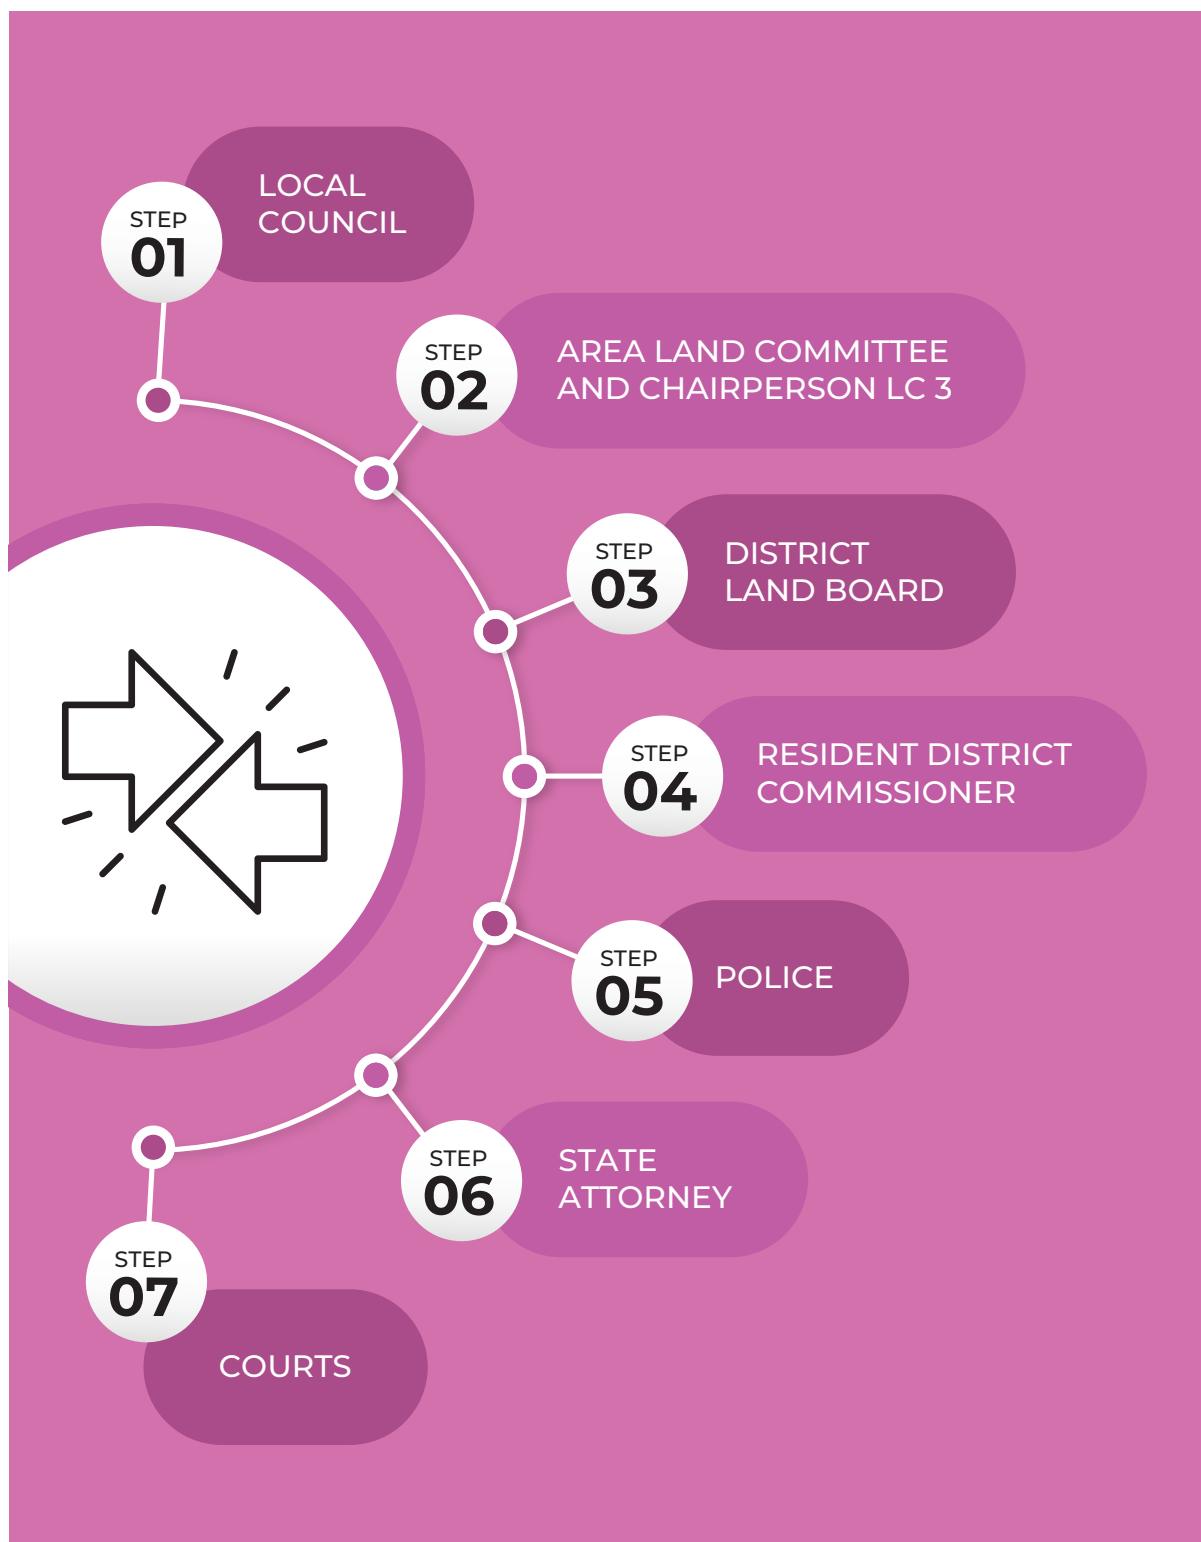 STEP
01
LOCAL
COUNCIL
STEP
02
AREA LAND COMMITTEE
AND CHAIRPERSON LC 3
STEP
03
DISTRICT
LAND BOARD
STEP
04
RESIDENT DISTRICT
COMMISSIONER
STEP
05
POLICE
STEP
06
STATE
ATTORNEY
STEP
07
COURTS